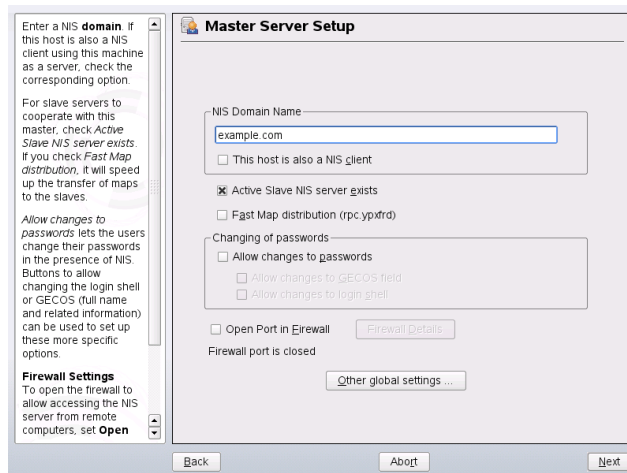 Enter a NIS domain. If
this host is also a NIS
client using this machine
as a server, check the
corresponding option.
For slave servers to
cooperate with this
master, check Active
Slave NIS server exists.
If you check Fast Map
distribution, it will speed
up the transfer of maps
to the slaves.
Allow changes to
passwords lets the users
change their passwords
in the presence of NIS.
Buttons to allow
changing the login shell
or GECOS (full name
and related information)
can be used to set up
these more specific
options.
Firewall Settings
To open the firewall to
allow accessing the NIS
server from remote
computers, set Open
Master Server Setup
NIS Domain Name
example.com
This host is also a NIS client
Active Slave NIS server exists
Fast Map distribution (rpc.ypxfrd)
Changing of passwords
Allow changes to passwords
Allow changes to GECOS field
Allow changes to login shell
Open Port in Firewall
Firewall Details
Firewall port is closed
Other global settings ...
Back
Abort
Next